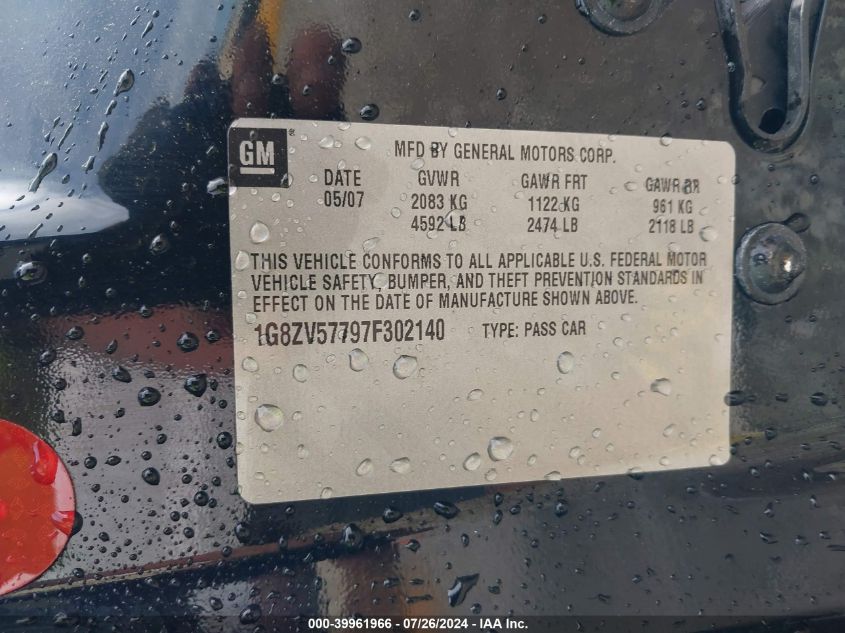 GM
MFD BY GENERAL MOTORS CORP.
DATE GVWR GAWR FRT GAWR RR
05/07 2083 KG 1122 KG 961 KG
4592 LB 2474 LB 2118 LB
THIS VEHICLE CONFORMS TO ALL APPLICABLE U.S. FEDERAL MOTOR
VEHICLE SAFETY, BUMPER, AND THEFT PREVENTION STANDARDS IN
EFFECT ON THE DATE OF MANUFACTURE SHOWN ABOVE.
1G8ZV57797F302140 TYPE: PASS CAR
000-39961966 - 07/26/2024 - IAA Inc.